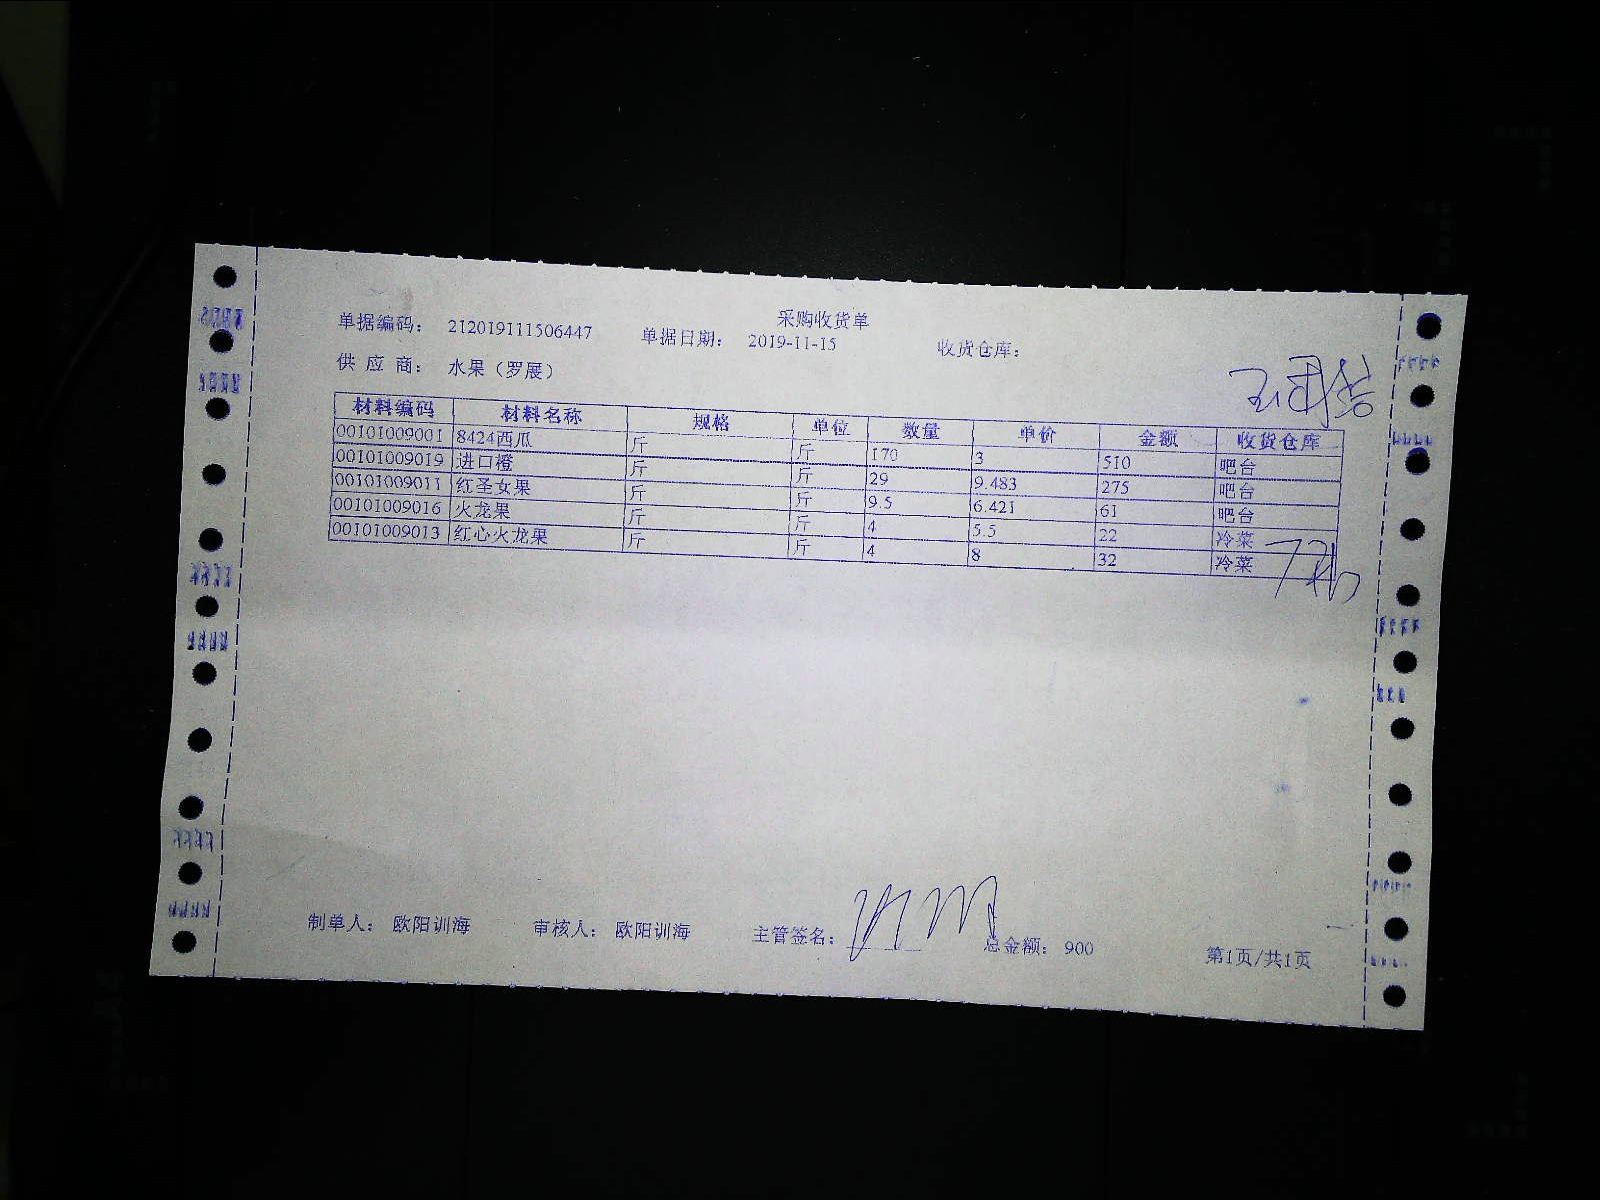 采购收货单
单据编码： 212019111506447 单据日期： 2019-11-15 收货仓库：
供 应 商： 水果（罗展）
材料编码 材料名称 规格 单位 数量 单价 金额 收货仓库
00101009001 8424西瓜 斤 斤 170 3 510 吧台
00101009019 进口橙 斤 斤 29 9.483 275 吧台
00101009011 红圣女果 斤 斤 9.5 6.421 61 吧台
00101009016 火龙果 斤 斤 4 5.5 22 冷菜
00101009013 红心火龙果 斤 斤 4 8 32 冷菜
制单人： 欧阳训海 审核人： 欧阳训海 主管签名： 总金额： 900 第1页/共1页